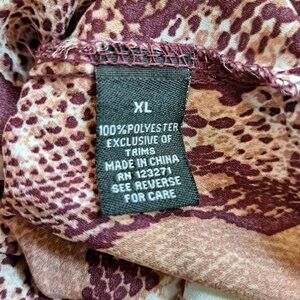 XL
100%POLYESTER
EXCLUSIVE OF
TRIMS
MADE IN CHINA
RN 123271
SEE REVERSE
FOR CARE